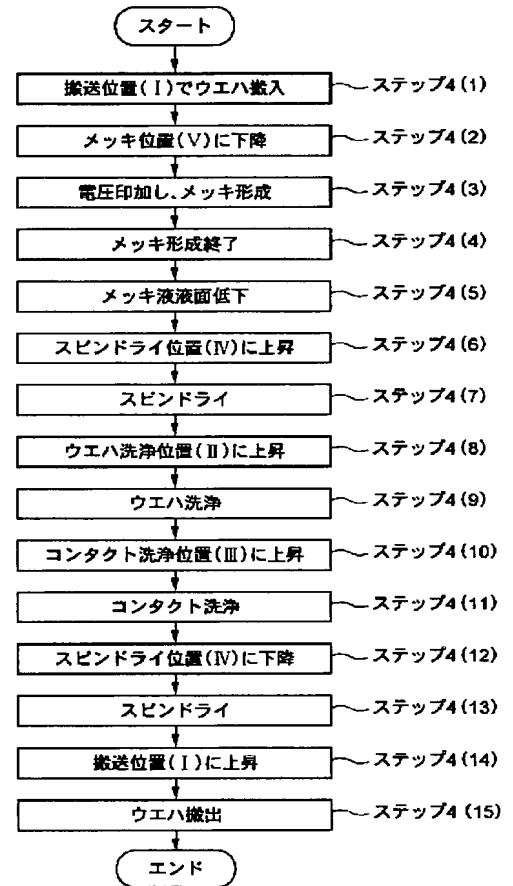 スタート
搬送位置(Ⅰ)でウエハ搬入 ステップ4(1)
メッキ位置(Ⅴ)に下降 ステップ4(2)
電圧印加し、メッキ形成 ステップ4(3)
メッキ形成終了 ステップ4(4)
メッキ液液面低下 ステップ4(5)
スピンドライ位置(Ⅳ)に上昇 ステップ4(6)
スピンドライ ステップ4(7)
ウエハ洗浄位置(Ⅱ)に上昇 ステップ4(8)
ウエハ洗浄 ステップ4(9)
コンタクト洗浄位置(Ⅲ)に上昇 ステップ4(10)
コンタクト洗浄 ステップ4(11)
スピンドライ位置(Ⅳ)に下降 ステップ4(12)
スピンドライ ステップ4(13)
搬送位置(Ⅰ)に上昇 ステップ4(14)
ウエハ搬出 ステップ4(15)
エンド